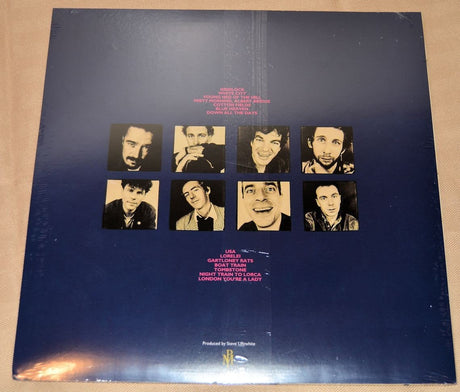 GRIDLOCK
WHITE CITY
YOUNG NED OF THE HILL
MISTY MORNING, ALBERT BRIDGE
COTTON FIELDS
BLUE HEAVEN
DOWN ALL THE DAYS
USA
LORELEI
GARTLONEY RATS
BOAT TRAIN
TOMBSTONE
NIGHT TRAIN TO LORCA
LONDON YOU'RE A LADY
Produced by Steve Lillywhite